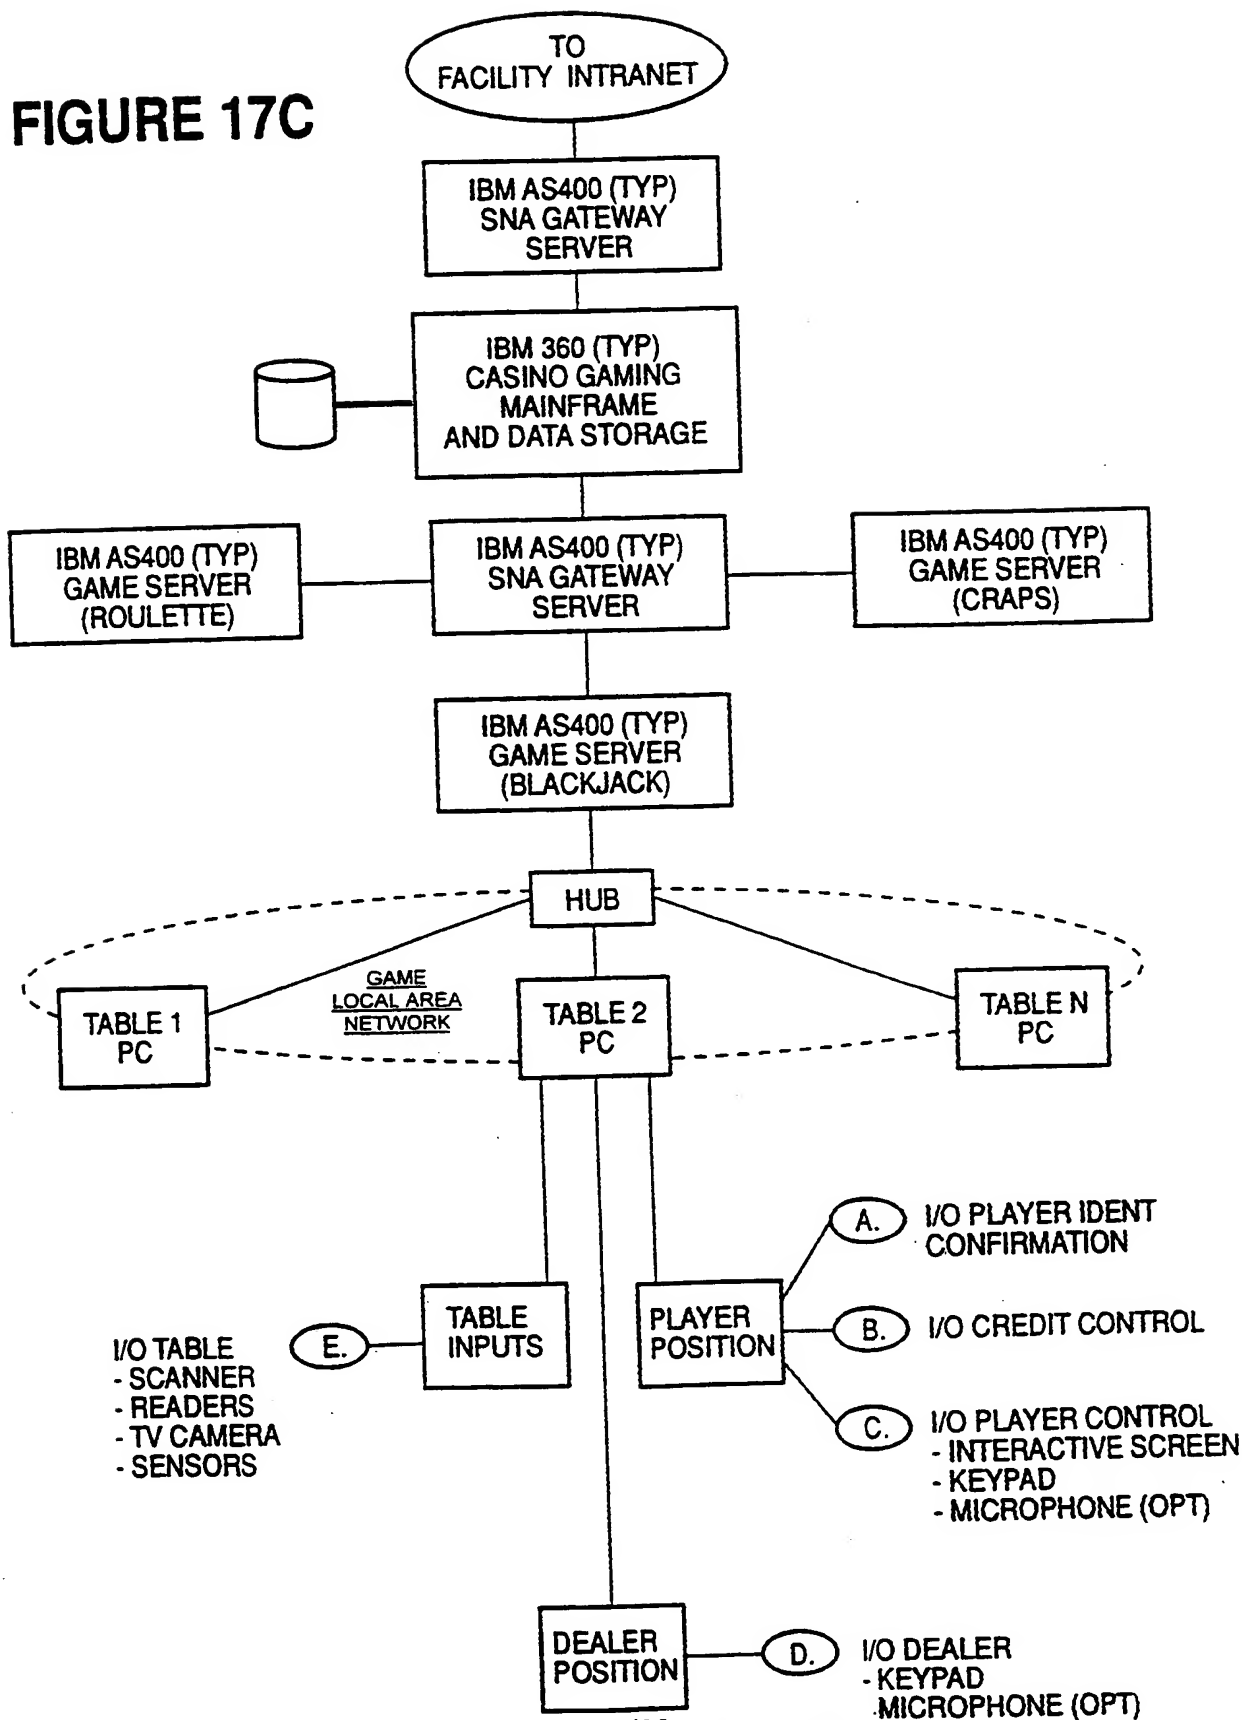 TO
FACILITY INTRANET
FIGURE 17C
IBM AS400 (TYP)
SNA GATEWAY
SERVER
IBM 360 (TYP)
CASINO GAMING
MAINFRAME
AND DATA STORAGE
IBM AS400 (TYP)
GAME SERVER
(ROULETTE)
IBM AS400 (TYP)
SNA GATEWAY
SERVER
IBM AS400 (TYP)
GAME SERVER
(CRAPS)
IBM AS400 (TYP)
GAME SERVER
(BLACKJACK)
HUB
GAME
LOCAL AREA
NETWORK
TABLE 1
PC
TABLE 2
PC
TABLE N
PC
A.
I/O PLAYER IDENT
CONFIRMATION
TABLE
INPUTS
PLAYER
POSITION
B.
I/O CREDIT CONTROL
E.
I/O TABLE
- SCANNER
- READERS
- TV CAMERA
- SENSORS
C.
I/O PLAYER CONTROL
- INTERACTIVE SCREEN
- KEYPAD
- MICROPHONE (OPT)
DEALER
POSITION
D.
I/O DEALER
- KEYPAD
MICROPHONE (OPT)